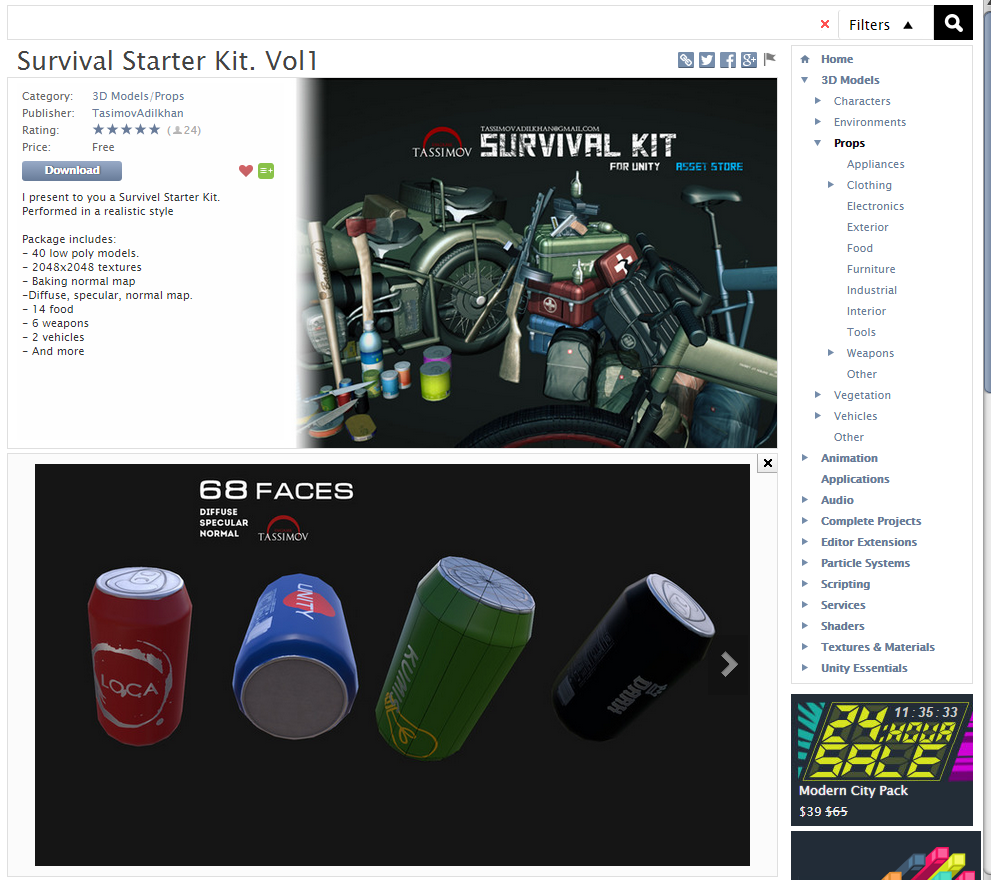 Filters
Survival Starter Kit. Vol1
Category: 3D Models/Props
Publisher: TasimovAdilkhan
Rating: (24)
Price: Free
Download
I present to you a Survivel Starter Kit.
Performed in a realistic style
Package includes:
- 40 low poly models.
- 2048x2048 textures
- Baking normal map
-Diffuse, specular, normal map.
- 14 food
- 6 weapons
- 2 vehicles
- And more
TASSIMOVADILKHAN@GMAIL.COM
TASSIMOV
SURVIVAL KIT
FOR UNITY ASSET STORE
68 FACES
DIFFUSE
SPECULAR
NORMAL
TASSIMOV
LOCA
UNITY
Home
3D Models
Characters
Environments
Props
Appliances
Clothing
Electronics
Exterior
Food
Furniture
Industrial
Interior
Tools
Weapons
Other
Vegetation
Vehicles
Other
Animation
Applications
Audio
Complete Projects
Editor Extensions
Particle Systems
Scripting
Services
Shaders
Textures & Materials
Unity Essentials
11:35:33
24:HOUR
SALE
Modern City Pack
$39 $65